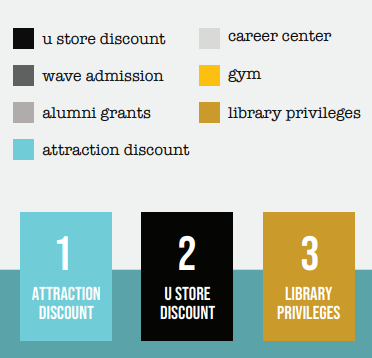 u store discount
career center
wave admission
gym
alumni grants
library privileges
attraction discount
1
ATTRACTION
DISCOUNT
2
U STORE
DISCOUNT
3
LIBRARY
PRIVILEGES